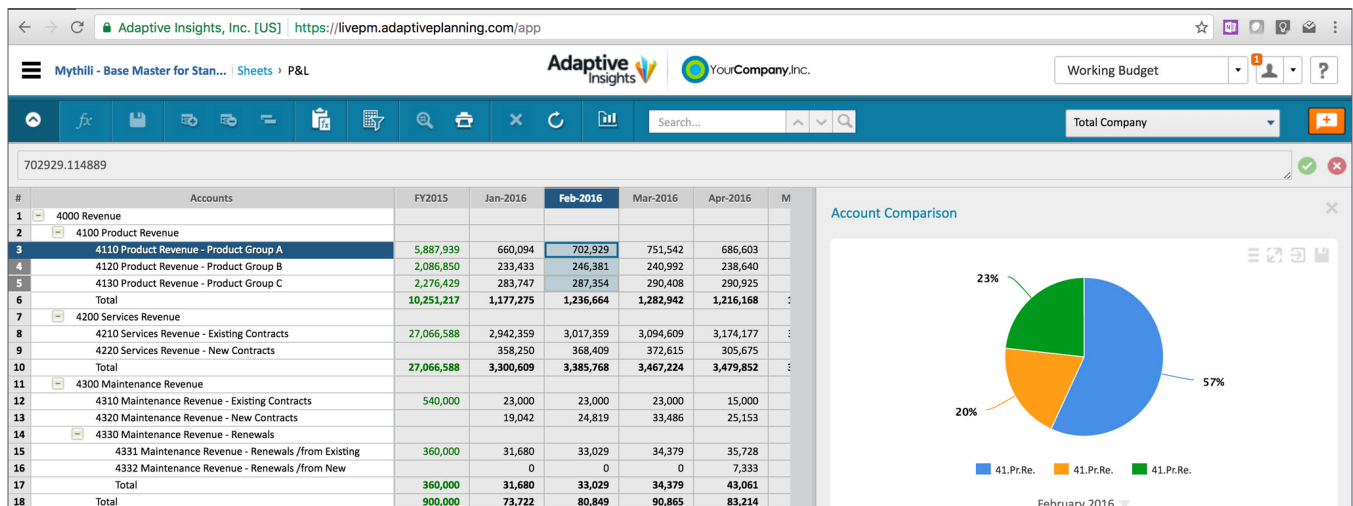 Adaptive Insights, Inc. [US] https://livepm.adaptiveplanning.com/app
Mythili - Base Master for Stan... Sheets › P&L Adaptive Insights YourCompany,Inc. Working Budget 1 ?
fx Search... Total Company
702929.114889
# Accounts FY2015 Jan-2016 Feb-2016 Mar-2016 Apr-2016 M
1 4000 Revenue
2 4100 Product Revenue
3 4110 Product Revenue - Product Group A 5,887,939 660,094 702,929 751,542 686,603
4 4120 Product Revenue - Product Group B 2,086,850 233,433 246,381 240,992 238,640
5 4130 Product Revenue - Product Group C 2,276,429 283,747 287,354 290,408 290,925
6 Total 10,251,217 1,177,275 1,236,664 1,282,942 1,216,168
7 4200 Services Revenue
8 4210 Services Revenue - Existing Contracts 27,066,588 2,942,359 3,017,359 3,094,609 3,174,177
9 4220 Services Revenue - New Contracts 358,250 368,409 372,615 305,675
10 Total 27,066,588 3,300,609 3,385,768 3,467,224 3,479,852
11 4300 Maintenance Revenue
12 4310 Maintenance Revenue - Existing Contracts 540,000 23,000 23,000 23,000 15,000
13 4320 Maintenance Revenue - New Contracts 19,042 24,819 33,486 25,153
14 4330 Maintenance Revenue - Renewals
15 4331 Maintenance Revenue - Renewals /from Existing 360,000 31,680 33,029 34,379 35,728
16 4332 Maintenance Revenue - Renewals /from New 0 0 0 7,333
17 Total 360,000 31,680 33,029 34,379 43,061
18 Total 900,000 73,722 80,849 90,865 83,214
Account Comparison
23%
57%
20%
41.Pr.Re. 41.Pr.Re. 41.Pr.Re.
February 2016